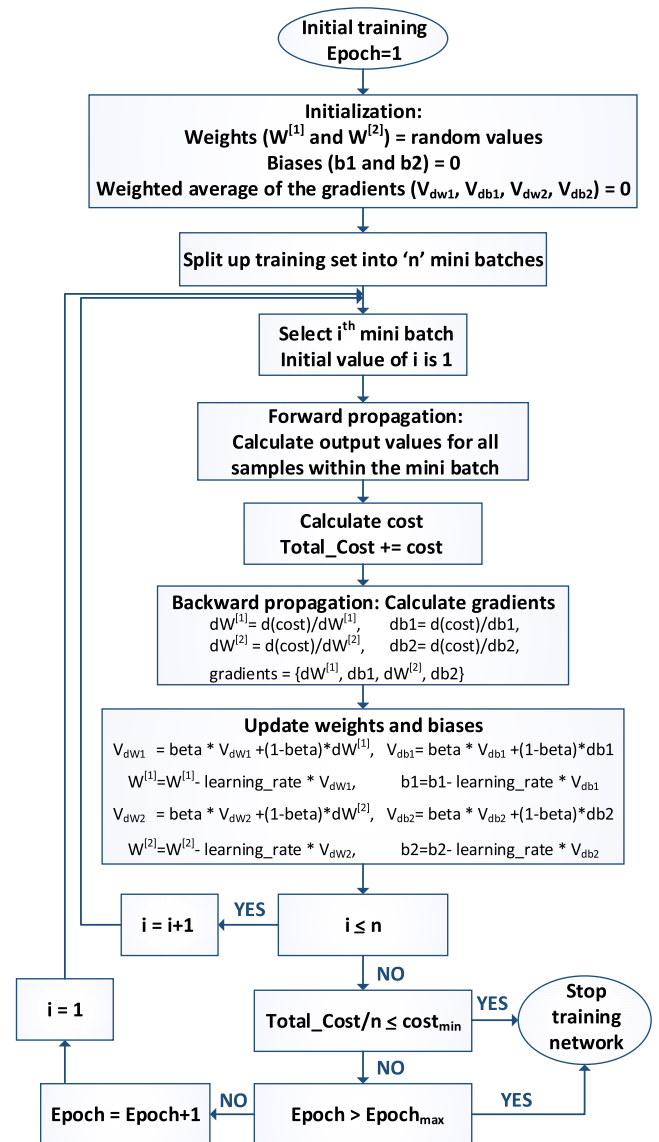 Initial training
Epoch=1
Initialization:
Weights (W[1] and W[2]) = random values
Biases (b1 and b2) = 0
Weighted average of the gradients (Vdw1, Vdb1, Vdw2, Vdb2) = 0
Split up training set into ‘n’ mini batches
Select ith mini batch
Initial value of i is 1
Forward propagation:
Calculate output values for all
samples within the mini batch
Calculate cost
Total_Cost += cost
Backward propagation: Calculate gradients
dW[1]= d(cost)/dW[1], db1= d(cost)/db1,
dW[2] = d(cost)/dW[2], db2= d(cost)/db2,
gradients = {dW[1], db1, dW[2], db2}
Update weights and biases
VdW1 = beta * VdW1 +(1-beta)*dW[1], Vdb1= beta * Vdb1 +(1-beta)*db1
W[1]=W[1]- learning_rate * VdW1, b1=b1- learning_rate * Vdb1
VdW2 = beta * VdW2 +(1-beta)*dW[2], Vdb2= beta * Vdb2 +(1-beta)*db2
W[2]=W[2]- learning_rate * VdW2, b2=b2- learning_rate * Vdb2
i = i+1
YES
i ≤ n
NO
i = 1
Total_Cost/n ≤ costmin
YES
Stop
training
network
NO
Epoch = Epoch+1
NO
Epoch > Epochmax
YES